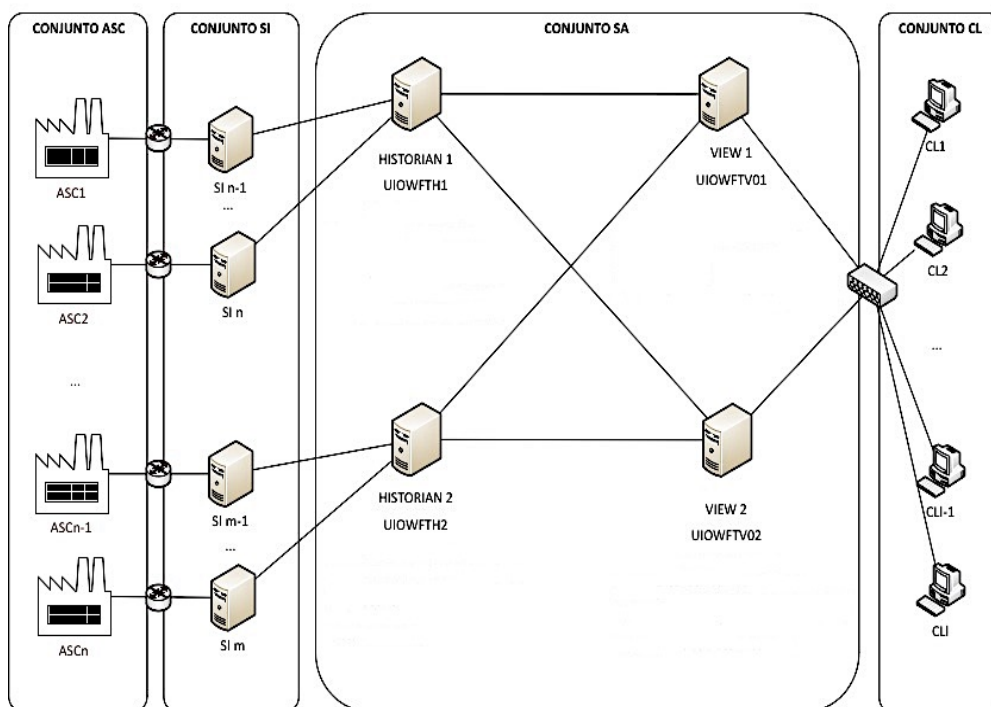 CONJUNTO ASC
CONJUNTO SI
CONJUNTO SA
CONJUNTO CL
ASC1
SI n-1
...
HISTORIAN 1
UIOWFTH1
VIEW 1
UIOWFTV01
CL1
ASC2
SI n
CL2
...
...
ASCn-1
SI m-1
...
HISTORIAN 2
UIOWFTH2
VIEW 2
UIOWFTV02
CLI-1
ASCn
SI m
CLI